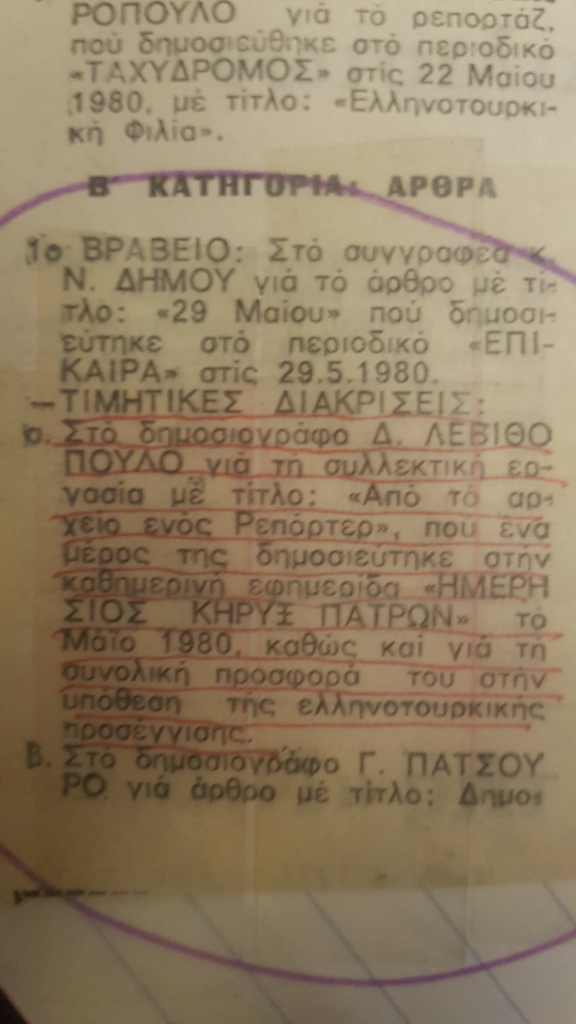 ΡΟΠΟΥΛΟ γιά τό ρεπορτάζ,
πού δημοσιεύθηκε στό περιοδικό
«ΤΑΧΥΔΡΟΜΟΣ» στίς 22 Μαίου
1980, μέ τίτλο: «Ελληνοτουρκι-
κή Φιλία».
Β΄ ΚΑΤΗΓΟΡΙΑ: ΑΡΘΡΑ
1ο ΒΡΑΒΕΙΟ: Στό συγγραφέα κ.
Ν. ΔΗΜΟΥ γιά τό άρθρο μέ τί-
τλο: «29 Μαίου» πού δημοσι-
εύτηκε στό περιοδικό «ΕΠΙ-
ΚΑΙΡΑ» στίς 29.5.1980.
—ΤΙΜΗΤΙΚΕΣ ΔΙΑΚΡΙΣΕΙΣ:
α. Στό δημοσιογράφο Δ. ΛΕΒΙΘΟ
ΠΟΥΛΟ γιά τή συλλεκτική ερ-
γασία μέ τίτλο: «Από τό αρ-
χείο ενός Ρεπόρτερ», πού ένα
μέρος της δημοσιεύτηκε στήν
καθημερινή εφημερίδα «ΗΜΕΡΗ
ΣΙΟΣ ΚΗΡΥΞ ΠΑΤΡΩΝ» τό
Μάϊο 1980, καθώς καί γιά τή
συνολική προσφορά του στήν
υπόθεση τής ελληνοτουρκικής
προσέγγισης.
Β. Στό δημοσιογράφο Γ. ΠΑΤΣΟΥ
ΡΟ γιά άρθρο μέ τίτλο: Δημο-